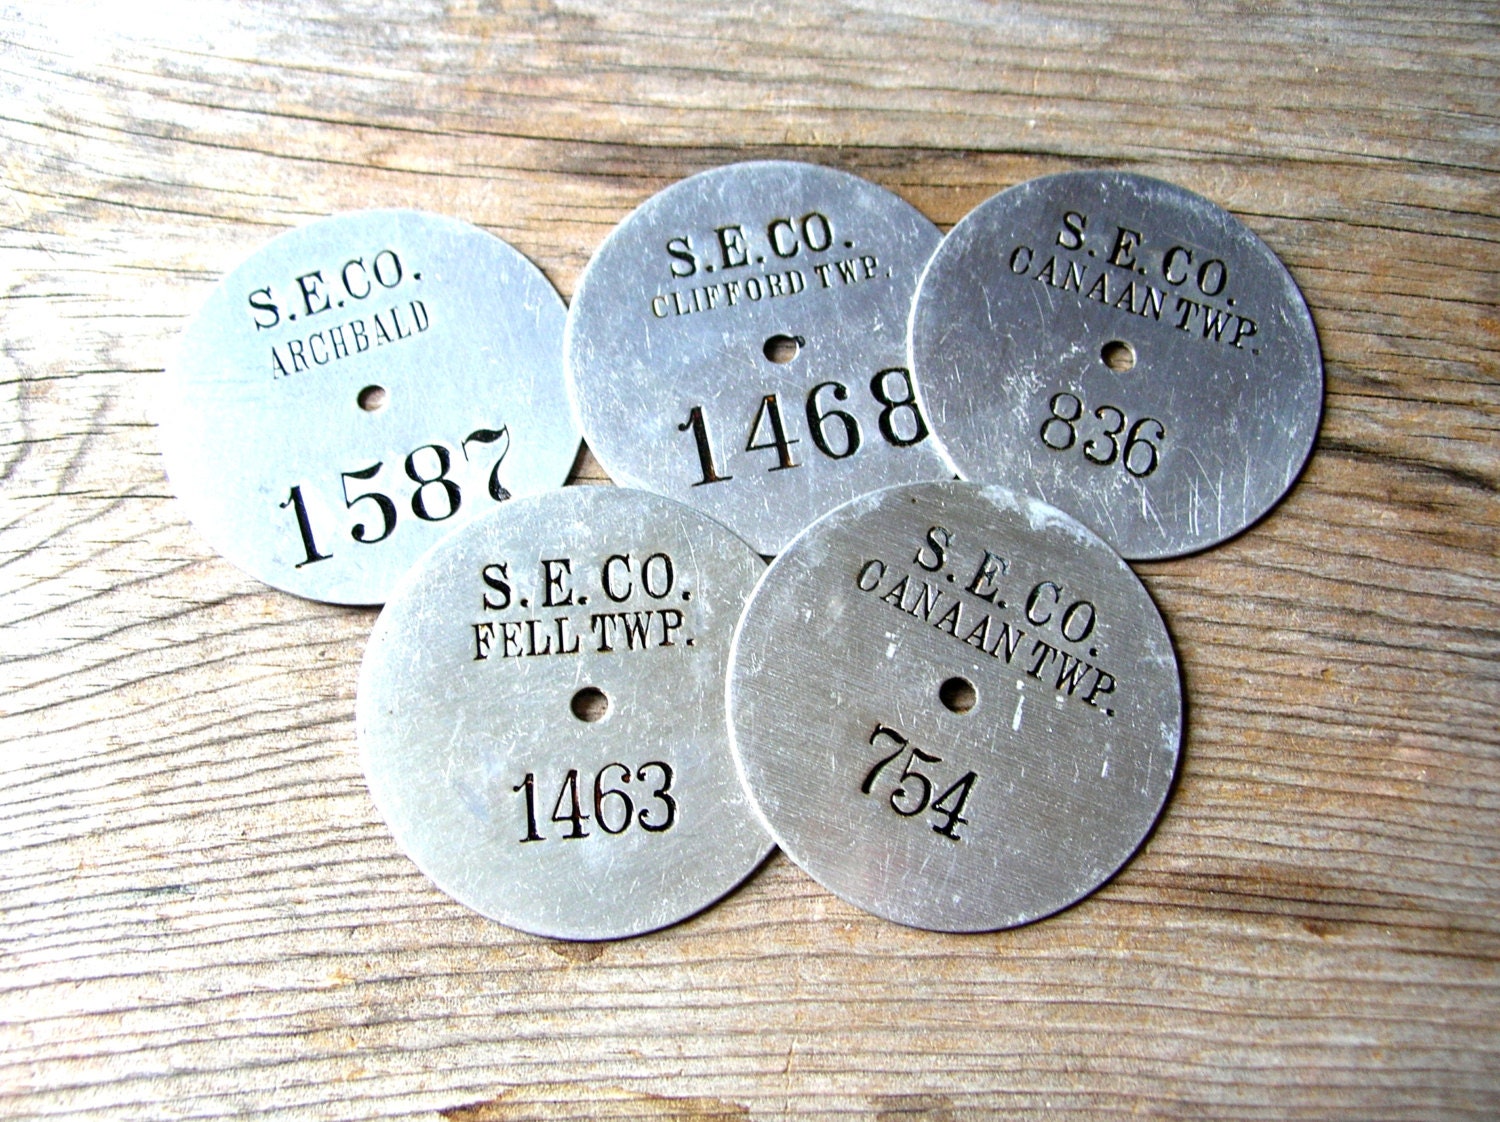 S.E.CO.
ARCHBALD
1587
S.E.CO.
CLIFFORD TWP.
1468
S.E.CO.
CANAAN TWP.
836
S.E.CO.
FELL TWP.
1463
S.E.CO.
CANAAN TWP.
754